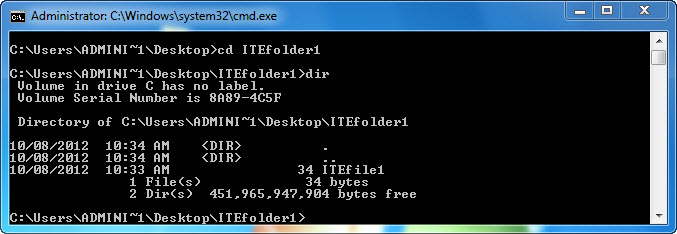 Administrator: C:\Windows\system32\cmd.exe
C:\Users\ADMINI~1\Desktop>cd ITEfolder1
C:\Users\ADMINI~1\Desktop\ITEfolder1>dir
 Volume in drive C has no label.
 Volume Serial Number is 8A89-4C5F
 Directory of C:\Users\ADMINI~1\Desktop\ITEfolder1
10/08/2012  10:34 AM    <DIR>          .
10/08/2012  10:34 AM    <DIR>          ..
10/08/2012  10:33 AM                34 ITEfile1
               1 File(s)             34 bytes
               2 Dir(s)  451,965,947,904 bytes free
C:\Users\ADMINI~1\Desktop\ITEfolder1>